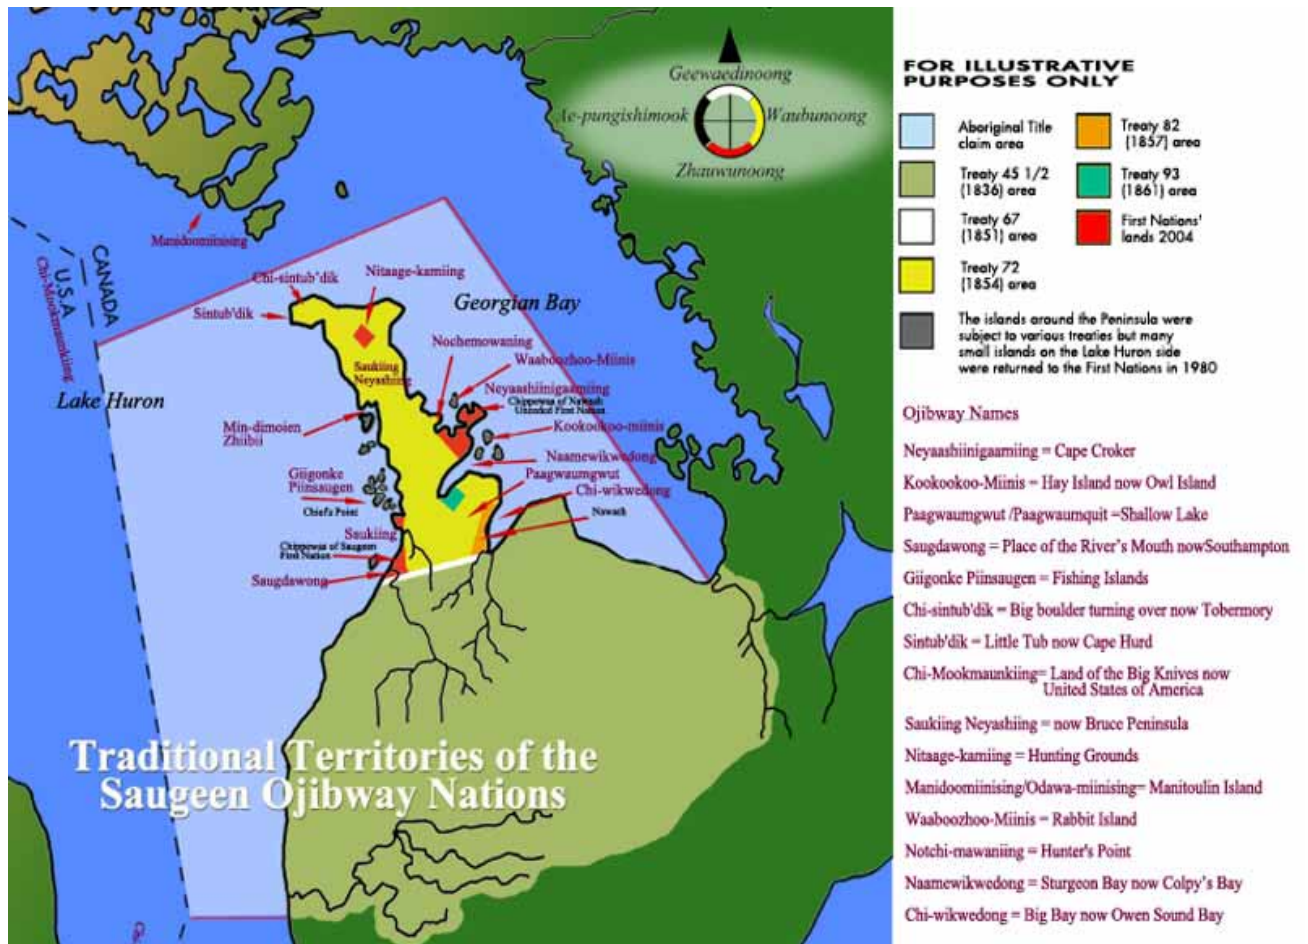 Geewaedinoong
Ae-pungishimook
Waubunoong
Zhauwunoong
Manidoomiinising
CANADA
U.S.A
Chi-Mookmaunkiing
Chi-sintub'dik
Nitaage-kamiing
Sintub'dik
Georgian Bay
Nochemowaning
Waaboozhoo-Miinis
Saukiing
Neyashiing
Neyaashiinigaamiing
Chippewas of Nawash
Unceded First Nation
Lake Huron
Min-dimoien
Zhiibii
Kookookoo-miinis
Naamewikwedong
Giigonke
Piinsaugen
Paagwaumgwut
Chi-wikwedong
Chief's Point
Nawash
Saukiing
Chippewas of Saugeen
First Nation
Saugdawong
Traditional Territories of the
Saugeen Ojibway Nations
FOR ILLUSTRATIVE
PURPOSES ONLY
Aboriginal Title
claim area
Treaty 45 1/2
(1836) area
Treaty 67
(1851) area
Treaty 72
(1854) area
Treaty 82
(1857) area
Treaty 93
(1861) area
First Nations'
lands 2004
The islands around the Peninsula were
subject to various treaties but many
small islands on the Lake Huron side
were returned to the First Nations in 1980
Ojibway Names
Neyaashiinigaamiing = Cape Croker
Kookookoo-Miinis = Hay Island now Owl Island
Paagwaumgwut /Paagwaumquit =Shallow Lake
Saugdawong = Place of the River's Mouth nowSouthampton
Giigonke Piinsaugen = Fishing Islands
Chi-sintub'dik = Big boulder turning over now Tobermory
Sintub'dik = Little Tub now Cape Hurd
Chi-Mookmaunkiing= Land of the Big Knives now
United States of America
Saukiing Neyashiing = now Bruce Peninsula
Nitaage-kamiing = Hunting Grounds
Manidoomiinising/Odawa-miinising= Manitoulin Island
Waaboozhoo-Miinis = Rabbit Island
Notchi-mawaniing = Hunter's Point
Naamewikwedong = Sturgeon Bay now Colpy's Bay
Chi-wikwedong = Big Bay now Owen Sound Bay